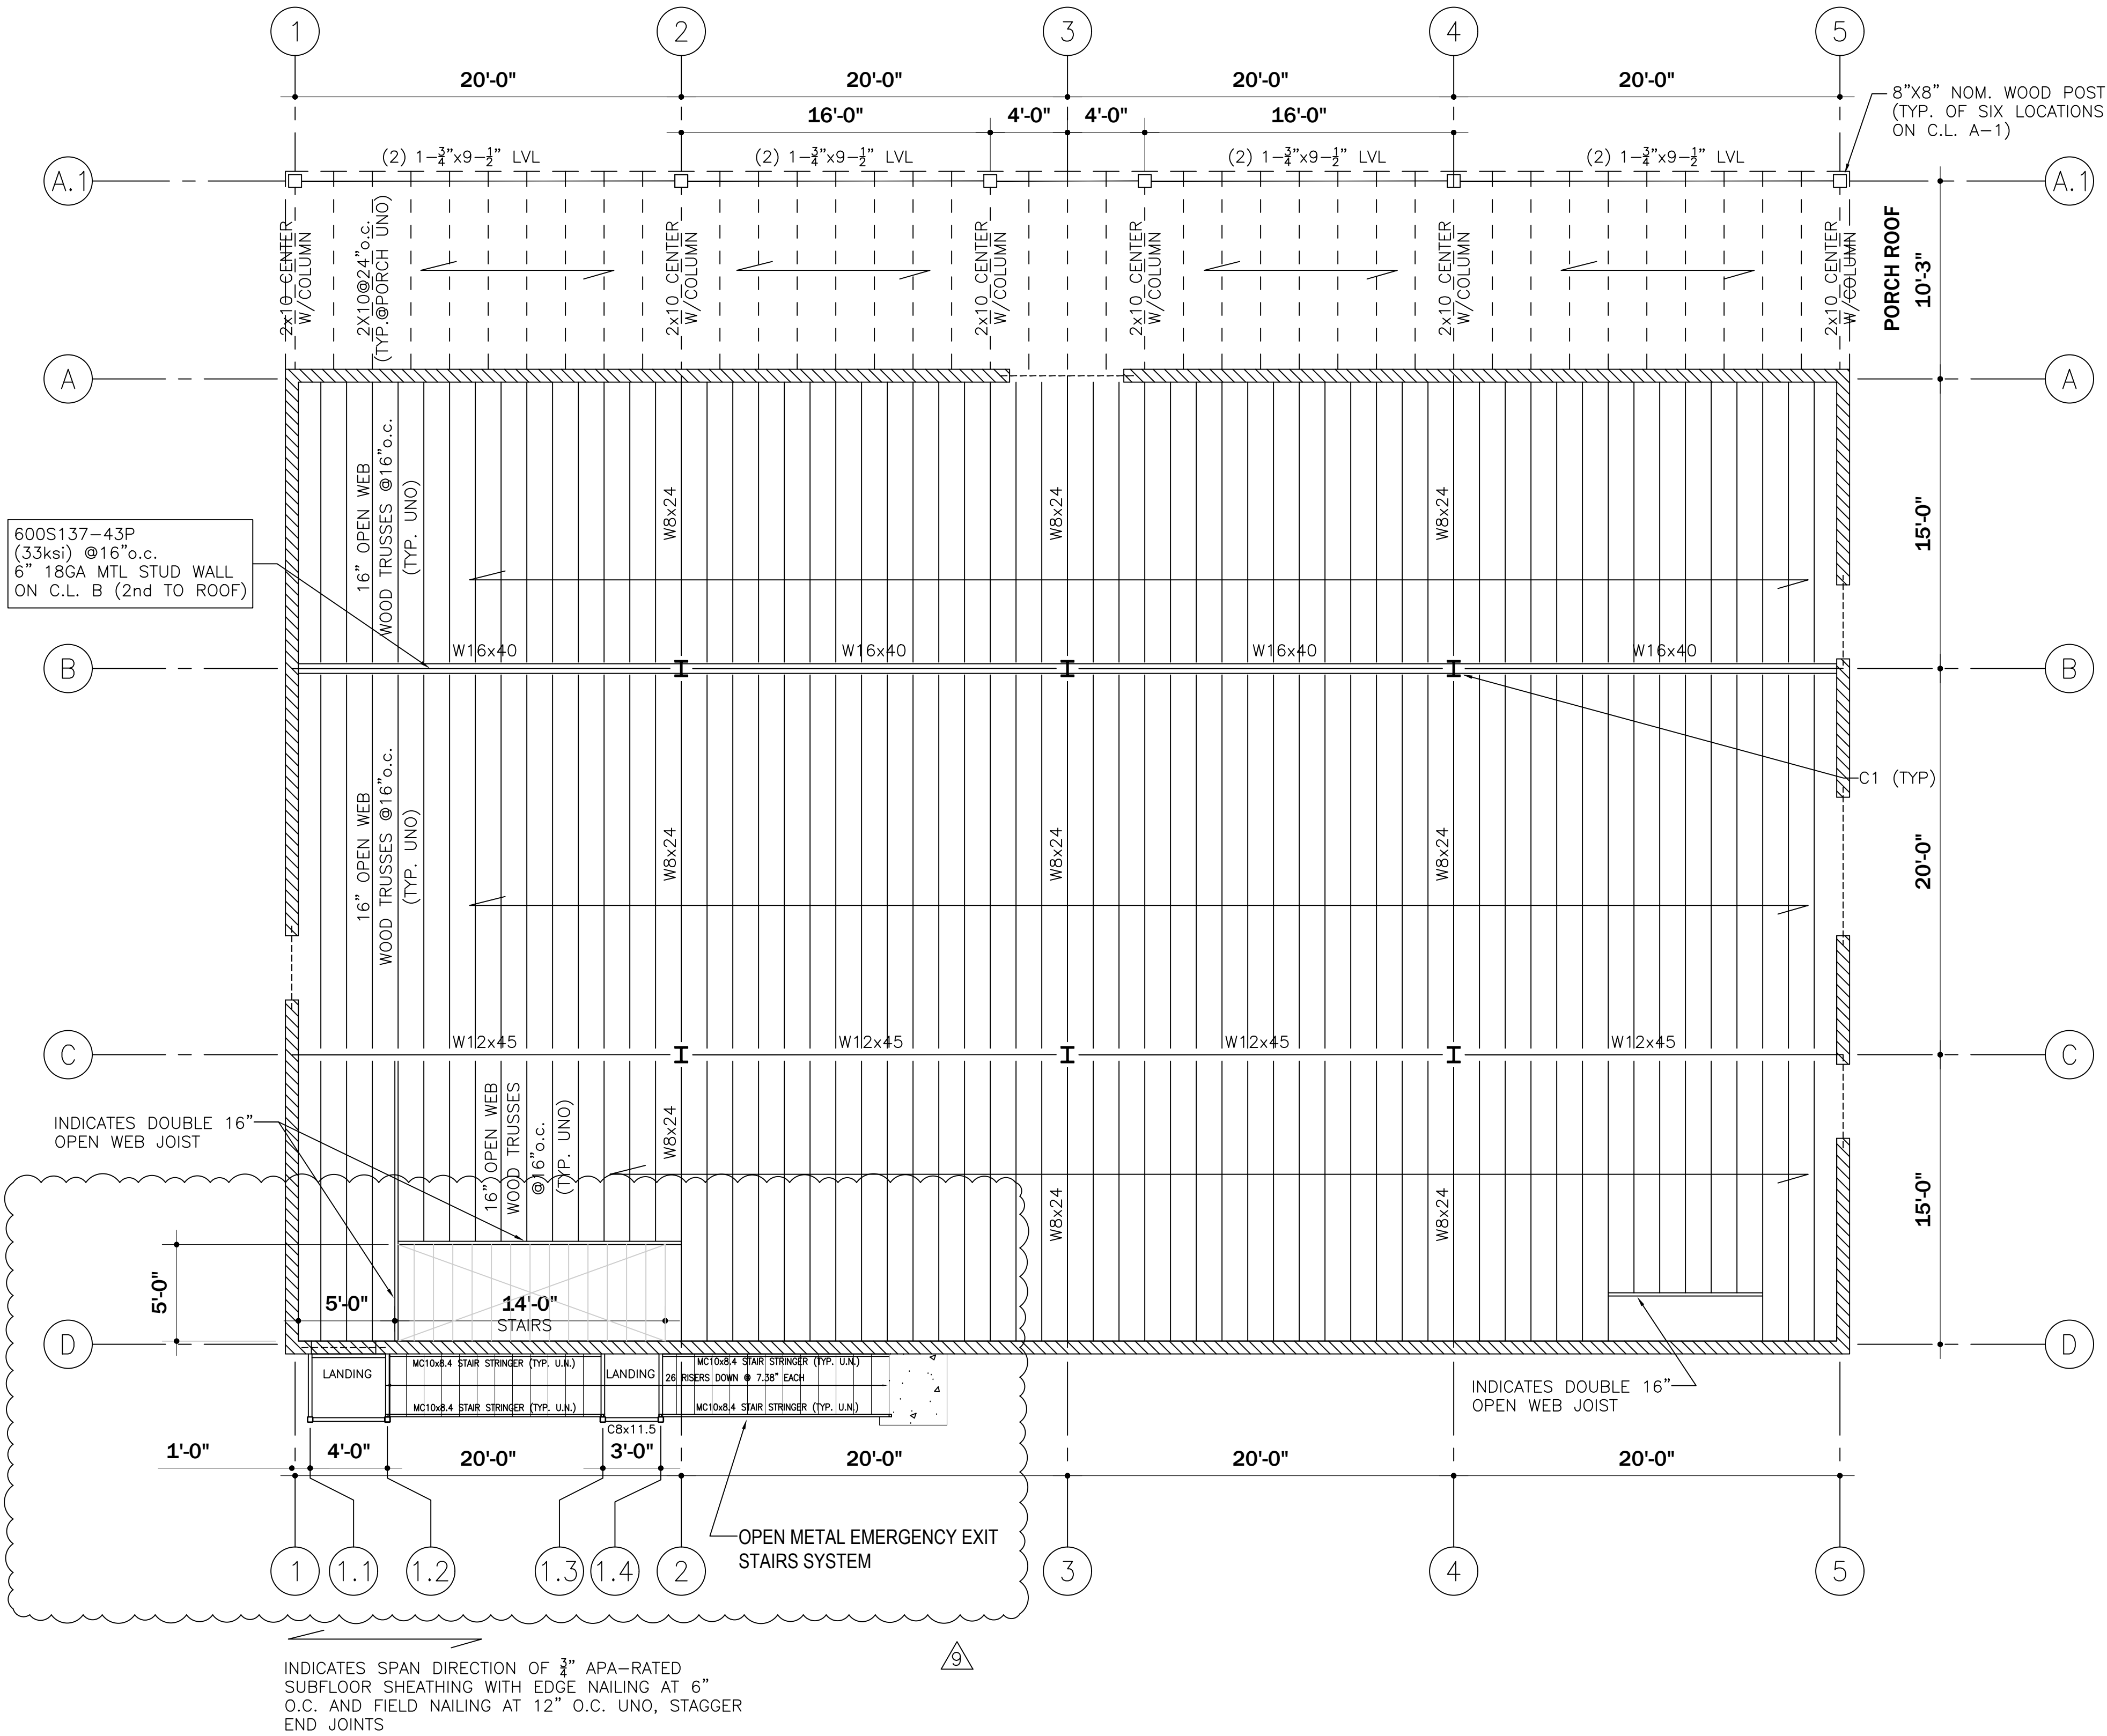 1
2
3
4
5
20'-0"
20'-0"
20'-0"
20'-0"
16'-0"
4'-0"
4'-0"
16'-0"
8"X8" NOM. WOOD POST
(TYP. OF SIX LOCATIONS
ON C.L. A-1)
(2) 1-3/4"x9-1/2" LVL
(2) 1-3/4"x9-1/2" LVL
(2) 1-3/4"x9-1/2" LVL
(2) 1-3/4"x9-1/2" LVL
A.1
A.1
2x10 CENTER
W/COLUMN
2X10@24"o.c.
(TYP.@PORCH UNO)
2x10 CENTER
W/COLUMN
2x10 CENTER
W/COLUMN
2x10 CENTER
W/COLUMN
2x10 CENTER
W/COLUMN
2x10 CENTER
W/COLUMN
PORCH ROOF
10'-3"
A
A
16" OPEN WEB
WOOD TRUSSES @16"o.c.
(TYP. UNO)
W8x24
W8x24
W8x24
15'-0"
600S137-43P
(33ksi) @16"o.c.
6" 18GA MTL STUD WALL
ON C.L. B (2nd TO ROOF)
W16x40
W16x40
W16x40
W16x40
B
B
C1 (TYP)
16" OPEN WEB
WOOD TRUSSES @16"o.c.
(TYP. UNO)
W8x24
W8x24
W8x24
20'-0"
W12x45
W12x45
W12x45
W12x45
C
C
INDICATES DOUBLE 16"
OPEN WEB JOIST
16" OPEN WEB
WOOD TRUSSES
@16"o.c.
(TYP. UNO)
W8x24
W8x24
W8x24
15'-0"
5'-0"
5'-0"
14'-0"
STAIRS
D
D
LANDING
MC10x8.4 STAIR STRINGER (TYP. U.N.)
MC10x8.4 STAIR STRINGER (TYP. U.N.)
LANDING
MC10x8.4 STAIR STRINGER (TYP. U.N.)
26 RISERS DOWN @ 7.38" EACH
MC10x8.4 STAIR STRINGER (TYP. U.N.)
C8x11.5
INDICATES DOUBLE 16"
OPEN WEB JOIST
1'-0"
4'-0"
20'-0"
3'-0"
20'-0"
20'-0"
20'-0"
OPEN METAL EMERGENCY EXIT
STAIRS SYSTEM
1
1.1
1.2
1.3
1.4
2
3
4
5
9
INDICATES SPAN DIRECTION OF 3/4" APA-RATED
SUBFLOOR SHEATHING WITH EDGE NAILING AT 6"
O.C. AND FIELD NAILING AT 12" O.C. UNO, STAGGER
END JOINTS